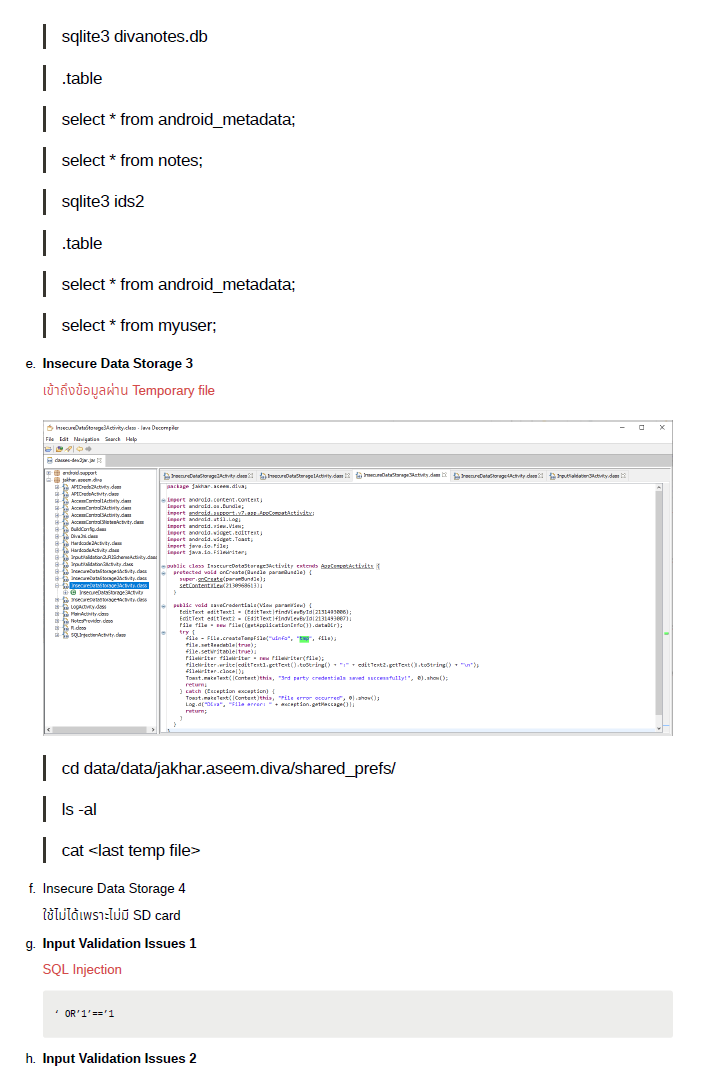 sqlite3 divanotes.db
.table
select * from android_metadata;
select * from notes;
sqlite3 ids2
.table
select * from android_metadata;
select * from myuser;
e. Insecure Data Storage 3
เข้าถึงข้อมูลผ่าน Temporary file
InsecureDataStorage3Activity.class - Java Decompiler
File Edit Navigation Search Help
classes-dex2jar.jar
InsecureDataStorage2Activity.class InsecureDataStorage1Activity.class InsecureDataStorage3Activity.class InsecureDataStorage4Activity.class InputValidation3Activity.class
android.support
jakhar.aseem.diva
APICreds2Activity.class
APICredsActivity.class
AccessControl1Activity.class
AccessControl2Activity.class
AccessControl3Activity.class
AccessControl3NotesActivity.class
BuildConfig.class
DivaJni.class
Hardcode2Activity.class
HardcodeActivity.class
InputValidation2URISchemeActivity.class
InputValidation3Activity.class
InsecureDataStorage1Activity.class
InsecureDataStorage2Activity.class
InsecureDataStorage3Activity.class
InsecureDataStorage3Activity
InsecureDataStorage4Activity.class
LogActivity.class
MainActivity.class
NotesProvider.class
R.class
SQLInjectionActivity.class
package jakhar.aseem.diva;
import android.content.Context;
import android.os.Bundle;
import android.support.v7.app.AppCompatActivity;
import android.util.Log;
import android.view.View;
import android.widget.EditText;
import android.widget.Toast;
import java.io.File;
import java.io.FileWriter;
public class InsecureDataStorage3Activity extends AppCompatActivity {
protected void onCreate(Bundle paramBundle) {
super.onCreate(paramBundle);
setContentView(2130968613);
}
public void saveCredentials(View paramView) {
EditText editText1 = (EditText)findViewById(2131493006);
EditText editText2 = (EditText)findViewById(2131493007);
File file = new File((getApplicationInfo()).dataDir);
try {
file = File.createTempFile("uinfo", "tmp", file);
file.setReadable(true);
file.setWritable(true);
FileWriter fileWriter = new FileWriter(file);
fileWriter.write(editText1.getText().toString() + ":" + editText2.getText().toString() + "\n");
fileWriter.close();
Toast.makeText((Context)this, "3rd party credentials saved successfully!", 0).show();
return;
} catch (Exception exception) {
Toast.makeText((Context)this, "File error occurred", 0).show();
Log.d("Diva", "File error: " + exception.getMessage());
return;
}
}
}
cd data/data/jakhar.aseem.diva/shared_prefs/
ls -al
cat <last temp file>
f. Insecure Data Storage 4
ใช้ไม่ได้เพราะไม่มี SD card
g. Input Validation Issues 1
SQL Injection
‘ OR’1’==’1
h. Input Validation Issues 2